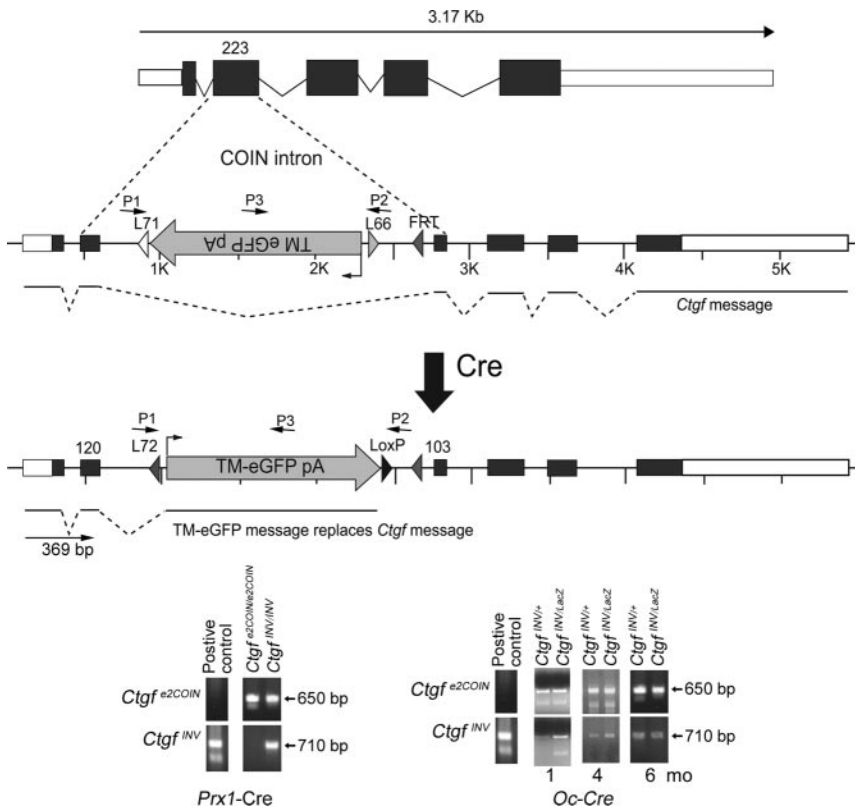 3.17 Kb
223
COIN intron
P1 P3 P2
L71 L66 FRT
TM eGFP pA
1K 2K 3K 4K 5K
Ctgf message
Cre
P1 P3 P2
120 L72 LoxP 103
TM-eGFP pA
TM-eGFP message replaces Ctgf message
369 bp
Postive control
Ctgf e2COIN/e2COIN
Ctgf INV/INV
Ctgf e2COIN
650 bp
Ctgf INV
710 bp
Prx1-Cre
Postive control
Ctgf INV/+
Ctgf INV/LacZ
Ctgf INV/+
Ctgf INV/LacZ
Ctgf INV/+
Ctgf INV/LacZ
Ctgf e2COIN
650 bp
Ctgf INV
710 bp
1 4 6 mo
Oc-Cre